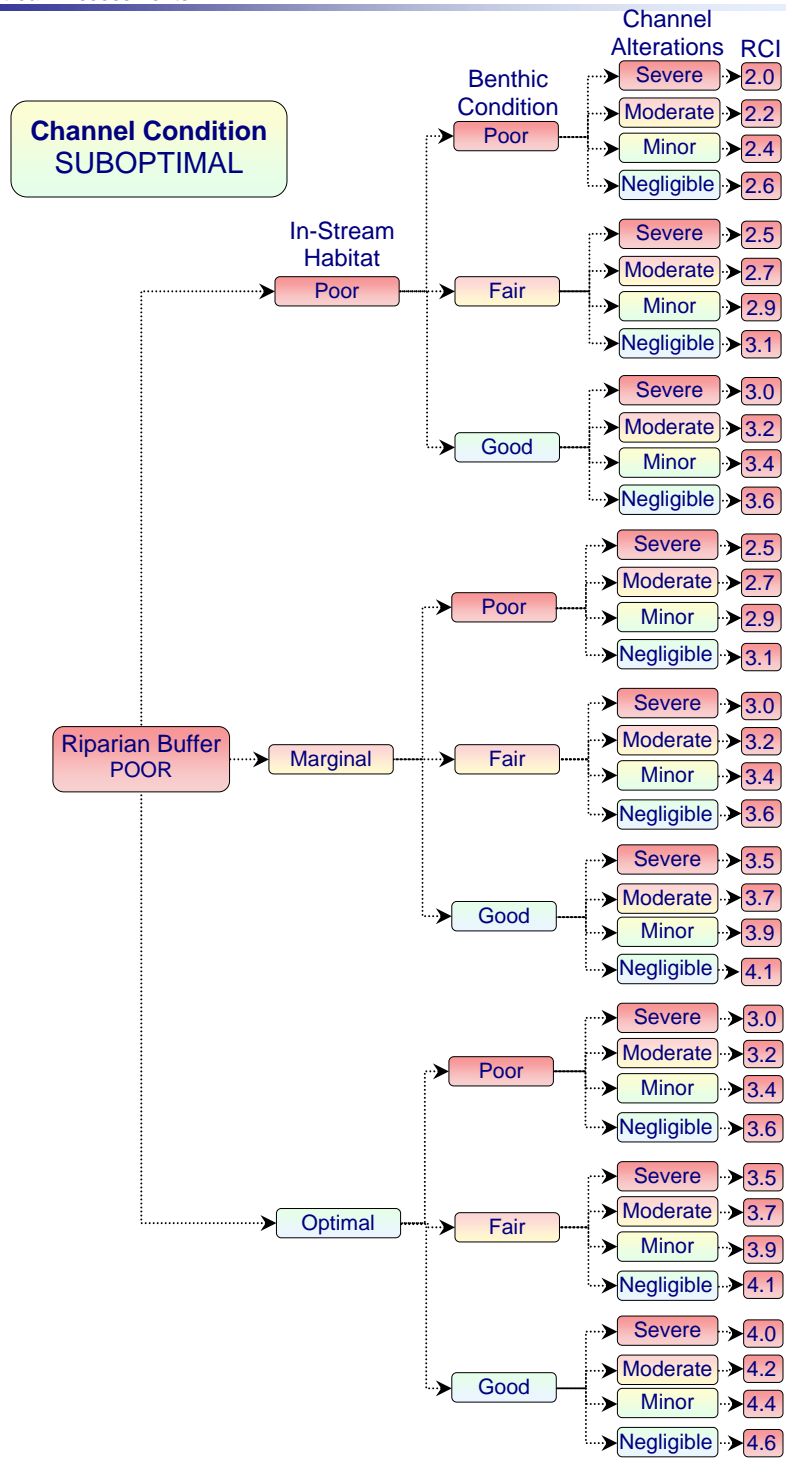 Channel
Alterations RCI
Benthic
Condition
Channel Condition
SUBOPTIMAL
In-Stream
Habitat
Poor
Severe 2.0
Moderate 2.2
Minor 2.4
Negligible 2.6
Poor
Fair
Severe 2.5
Moderate 2.7
Minor 2.9
Negligible 3.1
Good
Severe 3.0
Moderate 3.2
Minor 3.4
Negligible 3.6
Riparian Buffer
POOR
Marginal
Poor
Severe 2.5
Moderate 2.7
Minor 2.9
Negligible 3.1
Fair
Severe 3.0
Moderate 3.2
Minor 3.4
Negligible 3.6
Good
Severe 3.5
Moderate 3.7
Minor 3.9
Negligible 4.1
Optimal
Poor
Severe 3.0
Moderate 3.2
Minor 3.4
Negligible 3.6
Fair
Severe 3.5
Moderate 3.7
Minor 3.9
Negligible 4.1
Good
Severe 4.0
Moderate 4.2
Minor 4.4
Negligible 4.6